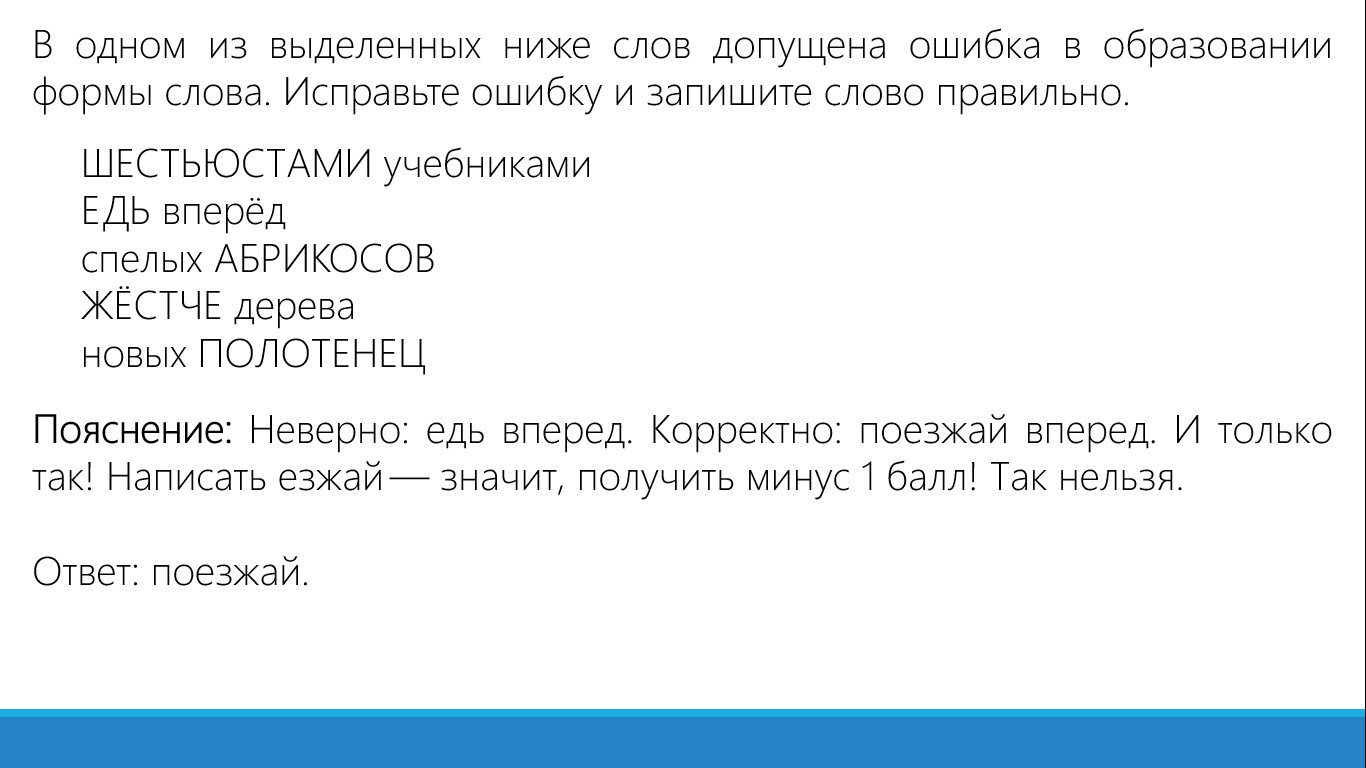 В одном из выделенных ниже слов допущена ошибка в образовании
формы слова. Исправьте ошибку и запишите слово правильно.
ШЕСТЬЮСТАМИ учебниками
ЕДЬ вперёд
спелых АБРИКОСОВ
ЖЁСТЧЕ дерева
новых ПОЛОТЕНЕЦ
Пояснение: Неверно: едь вперед. Корректно: поезжай вперед. И только
так! Написать езжай — значит, получить минус 1 балл! Так нельзя.
Ответ: поезжай.